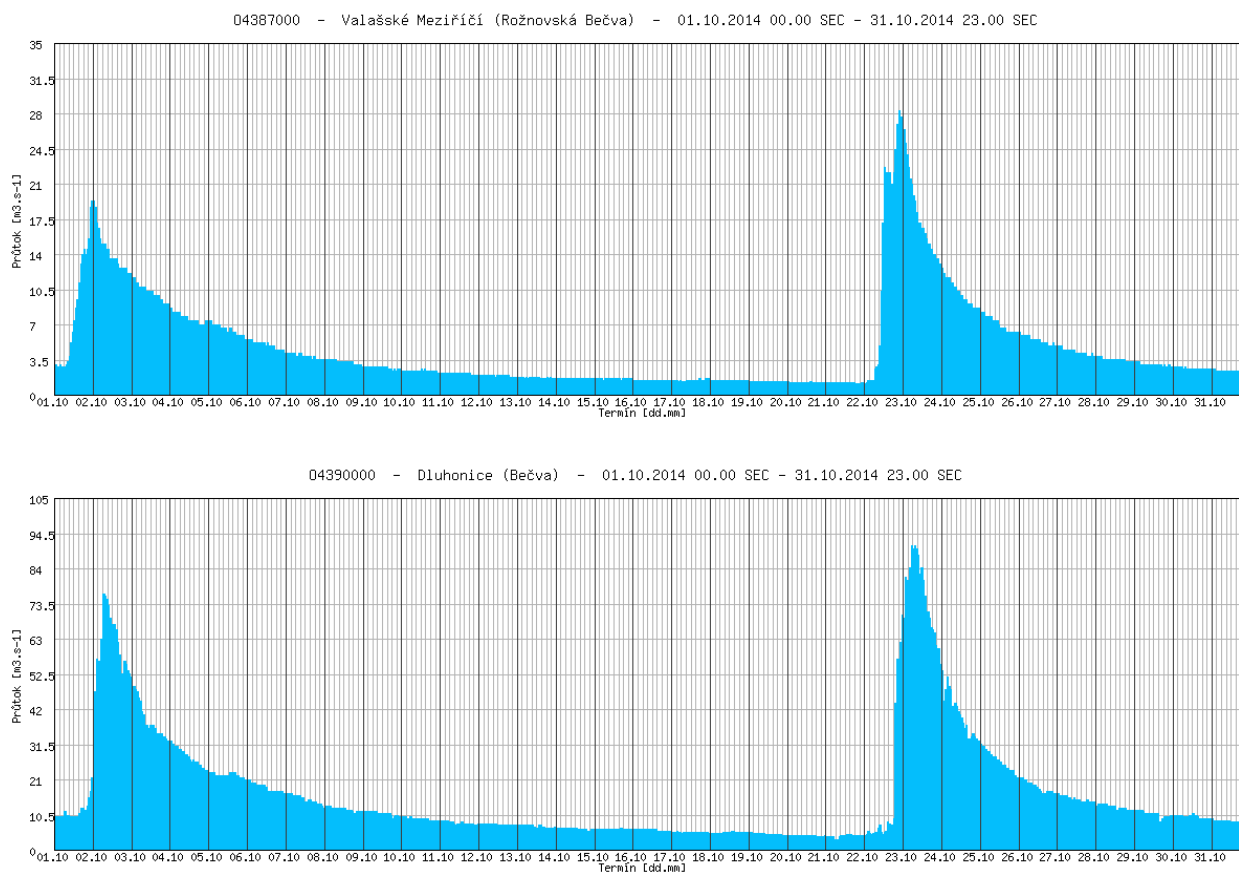 O4387000 - Valašské Meziříčí (Rožnovská Bečva) - 01.10.2014 00.00 SEC - 31.10.2014 23.00 SEC
35
31.5
28
24.5
21
17.5
14
10.5
7
3.5
0
Průtok [m3.s-1]
01.10 02.10 03.10 04.10 05.10 06.10 07.10 08.10 09.10 10.10 11.10 12.10 13.10 14.10 15.10 16.10 17.10 18.10 19.10 20.10 21.10 22.10 23.10 24.10 25.10 26.10 27.10 28.10 29.10 30.10 31.10
Termín [dd.mm]
O4390000 - Dluhonice (Bečva) - 01.10.2014 00.00 SEC - 31.10.2014 23.00 SEC
105
94.5
84
73.5
63
52.5
42
31.5
21
10.5
0
Průtok [m3.s-1]
01.10 02.10 03.10 04.10 05.10 06.10 07.10 08.10 09.10 10.10 11.10 12.10 13.10 14.10 15.10 16.10 17.10 18.10 19.10 20.10 21.10 22.10 23.10 24.10 25.10 26.10 27.10 28.10 29.10 30.10 31.10
Termín [dd.mm]